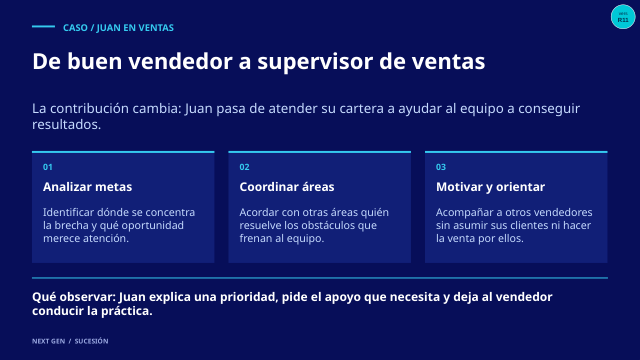 CASO / JUAN EN VENTAS
R11
De buen vendedor a supervisor de ventas
La contribución cambia: Juan pasa de atender su cartera a ayudar al equipo a conseguir
resultados.
01
Analizar metas
Identificar dónde se concentra
la brecha y qué oportunidad
merece atención.
02
Coordinar áreas
Acordar con otras áreas quién
resuelve los obstáculos que
frenan al equipo.
03
Motivar y orientar
Acompañar a otros vendedores
sin asumir sus clientes ni hacer
la venta por ellos.
Qué observar: Juan explica una prioridad, pide el apoyo que necesita y deja al vendedor
conducir la práctica.
NEXT GEN / SUCESIÓN